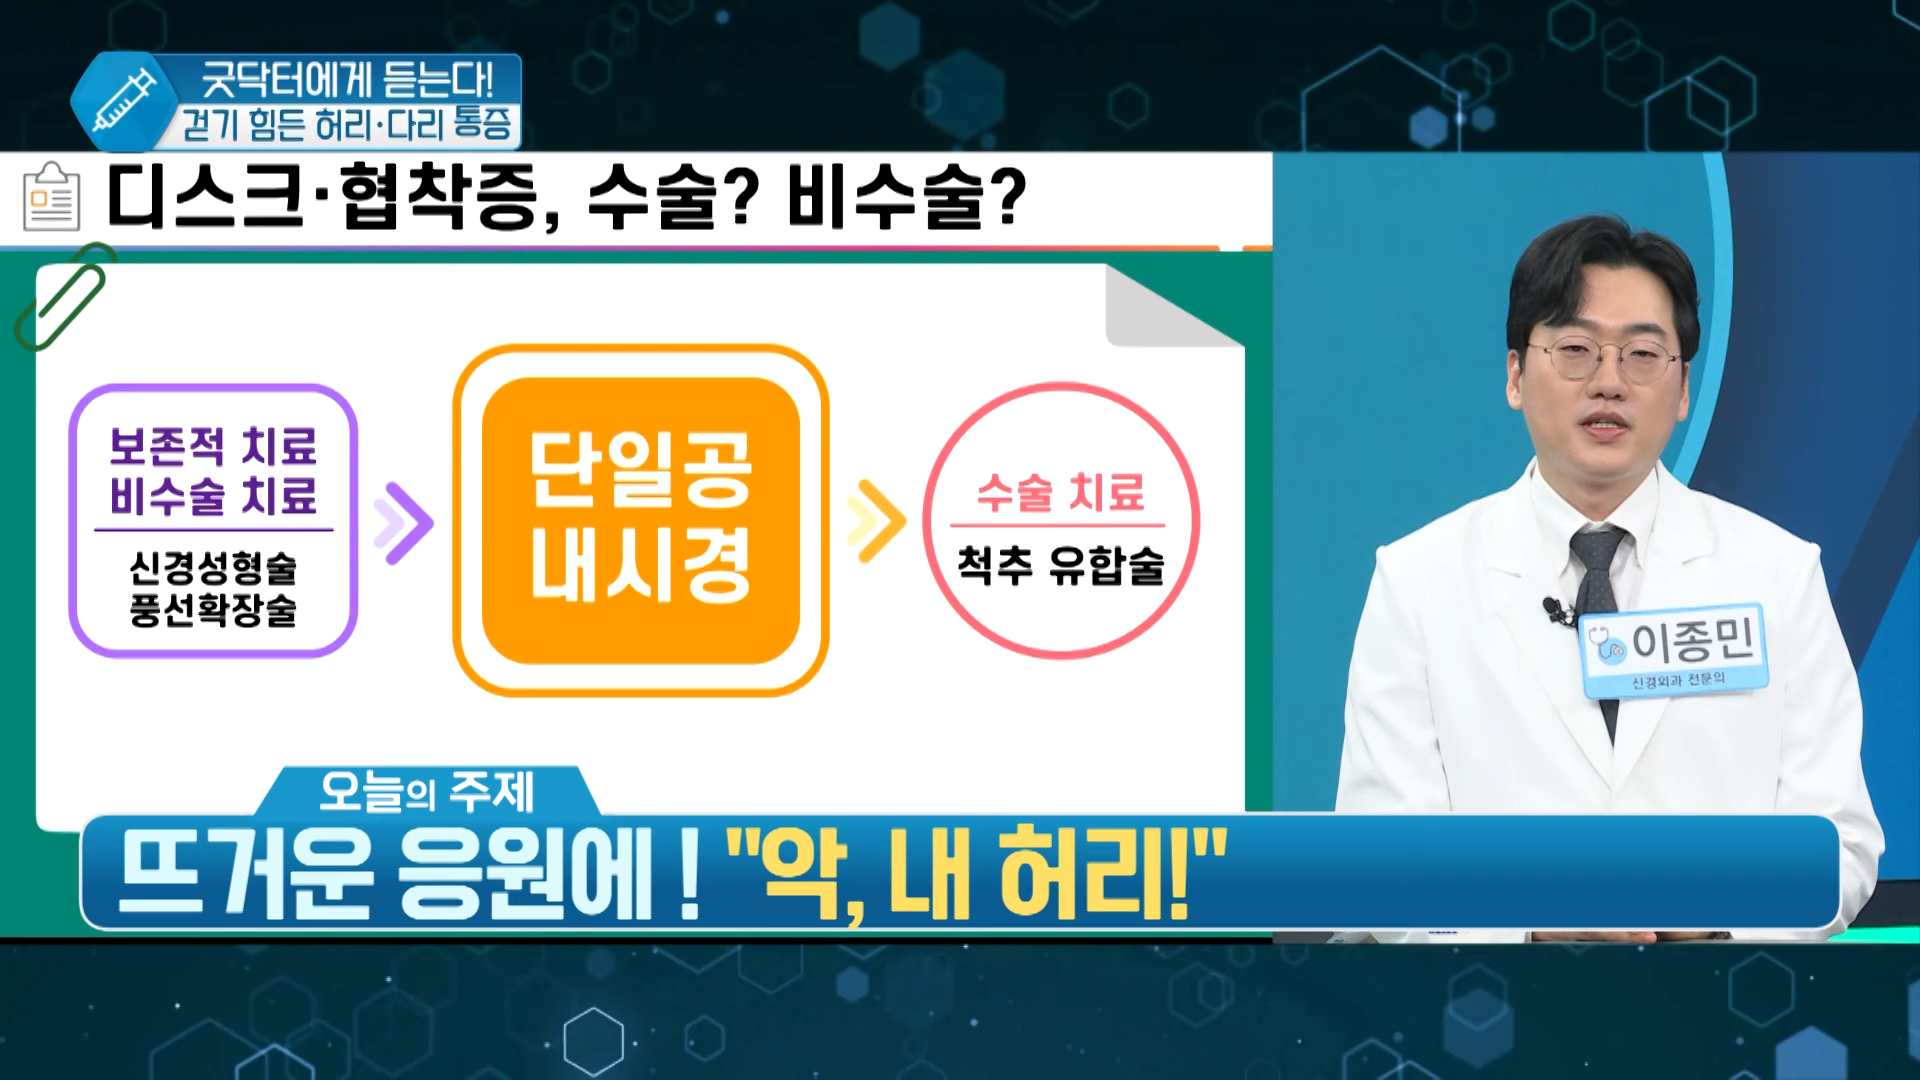 굿닥터에게 듣는다!
걷기 힘든 허리·다리 통증
디스크·협착증, 수술? 비수술?
보존적 치료
비수술 치료
신경성형술
풍선확장술
단일공
내시경
수술 치료
척추 유합술
이종민
신경외과 전문의
오늘의 주제
뜨거운 응원에 ! "악, 내 허리!"